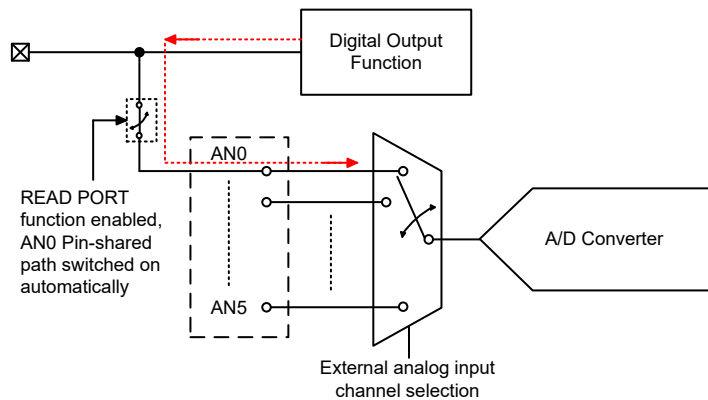 Digital Output
Function
AN0
READ PORT
function enabled,
AN0 Pin-shared
path switched on
automatically
A/D Converter
AN5
External analog input
channel selection